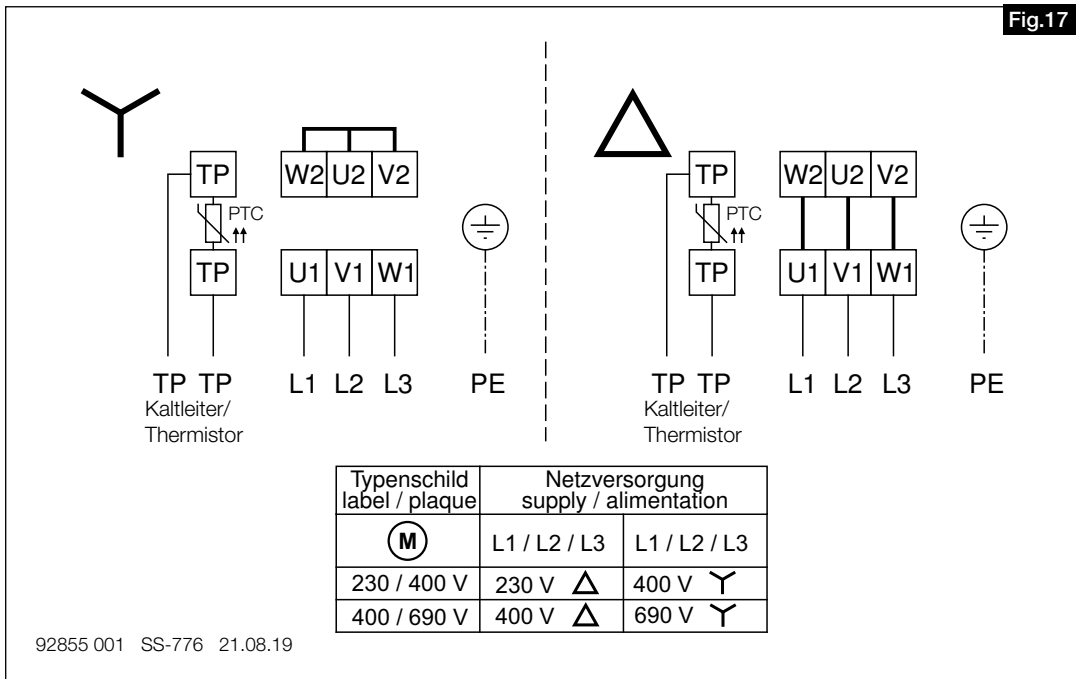 Fig.17
TP
W2 U2 V2
PTC
TP
U1 V1 W1
TP TP L1 L2 L3 PE
Kaltleiter/
Thermistor
TP
W2 U2 V2
PTC
TP
U1 V1 W1
TP TP L1 L2 L3 PE
Kaltleiter/
Thermistor
Typenschild
label / plaque
Netzversorgung
supply / alimentation
M L1 / L2 / L3 L1 / L2 / L3
230 / 400 V 230 V 400 V
400 / 690 V 400 V 690 V
92855 001 SS-776 21.08.19